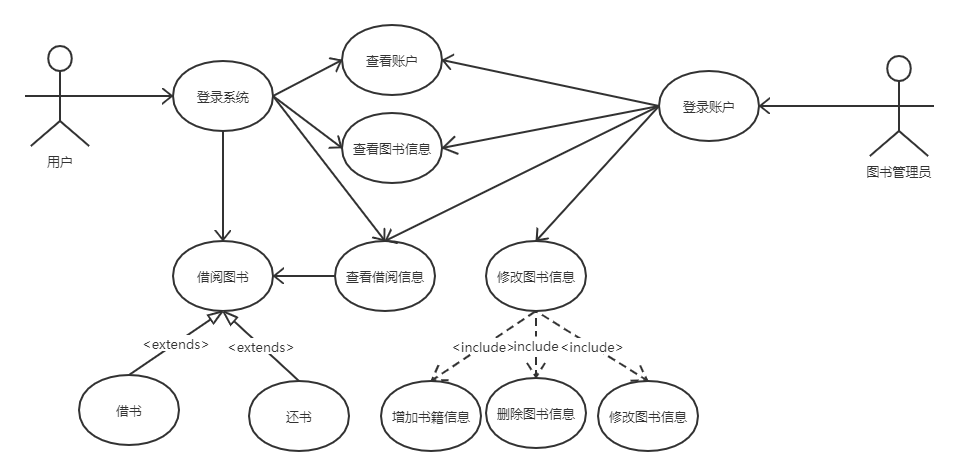 查看账户
登录系统
登录账户
查看图书信息
用户
图书管理员
借阅图书
查看借阅信息
修改图书信息
<extends>
<extends>
<include>
include
<include>
借书
还书
增加书籍信息
删除图书信息
修改图书信息